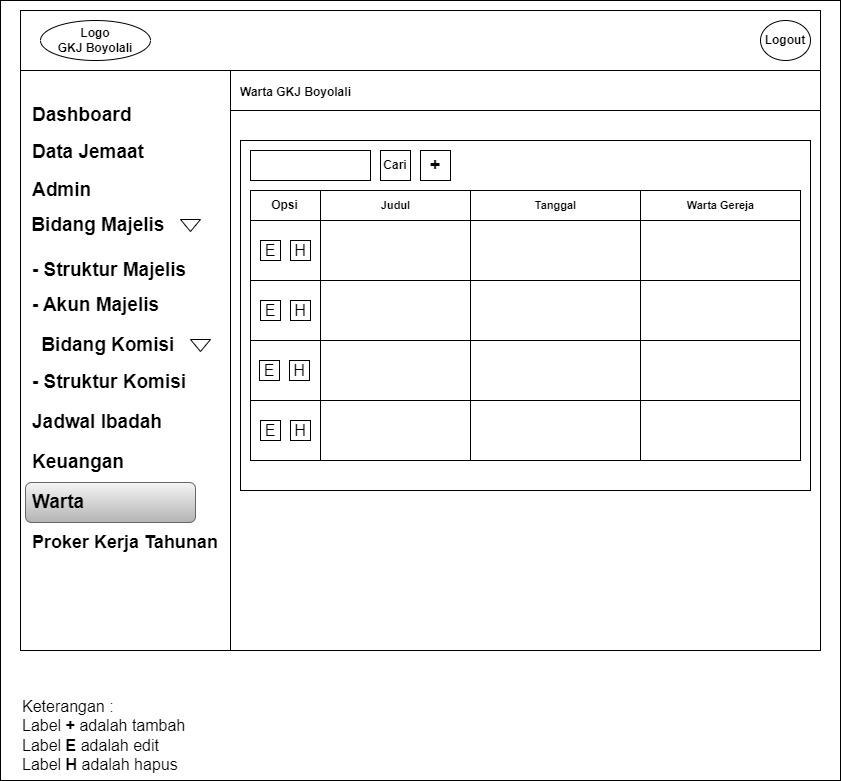 Logo
GKJ Boyolali
Logout
Warta GKJ Boyolali
Dashboard
Data Jemaat
Admin
Bidang Majelis
- Struktur Majelis
- Akun Majelis
Bidang Komisi
- Struktur Komisi
Jadwal Ibadah
Keuangan
Warta
Proker Kerja Tahunan
Cari +
Opsi Judul Tanggal Warta Gereja
E H
E H
E H
E H
Keterangan :
Label + adalah tambah
Label E adalah edit
Label H adalah hapus